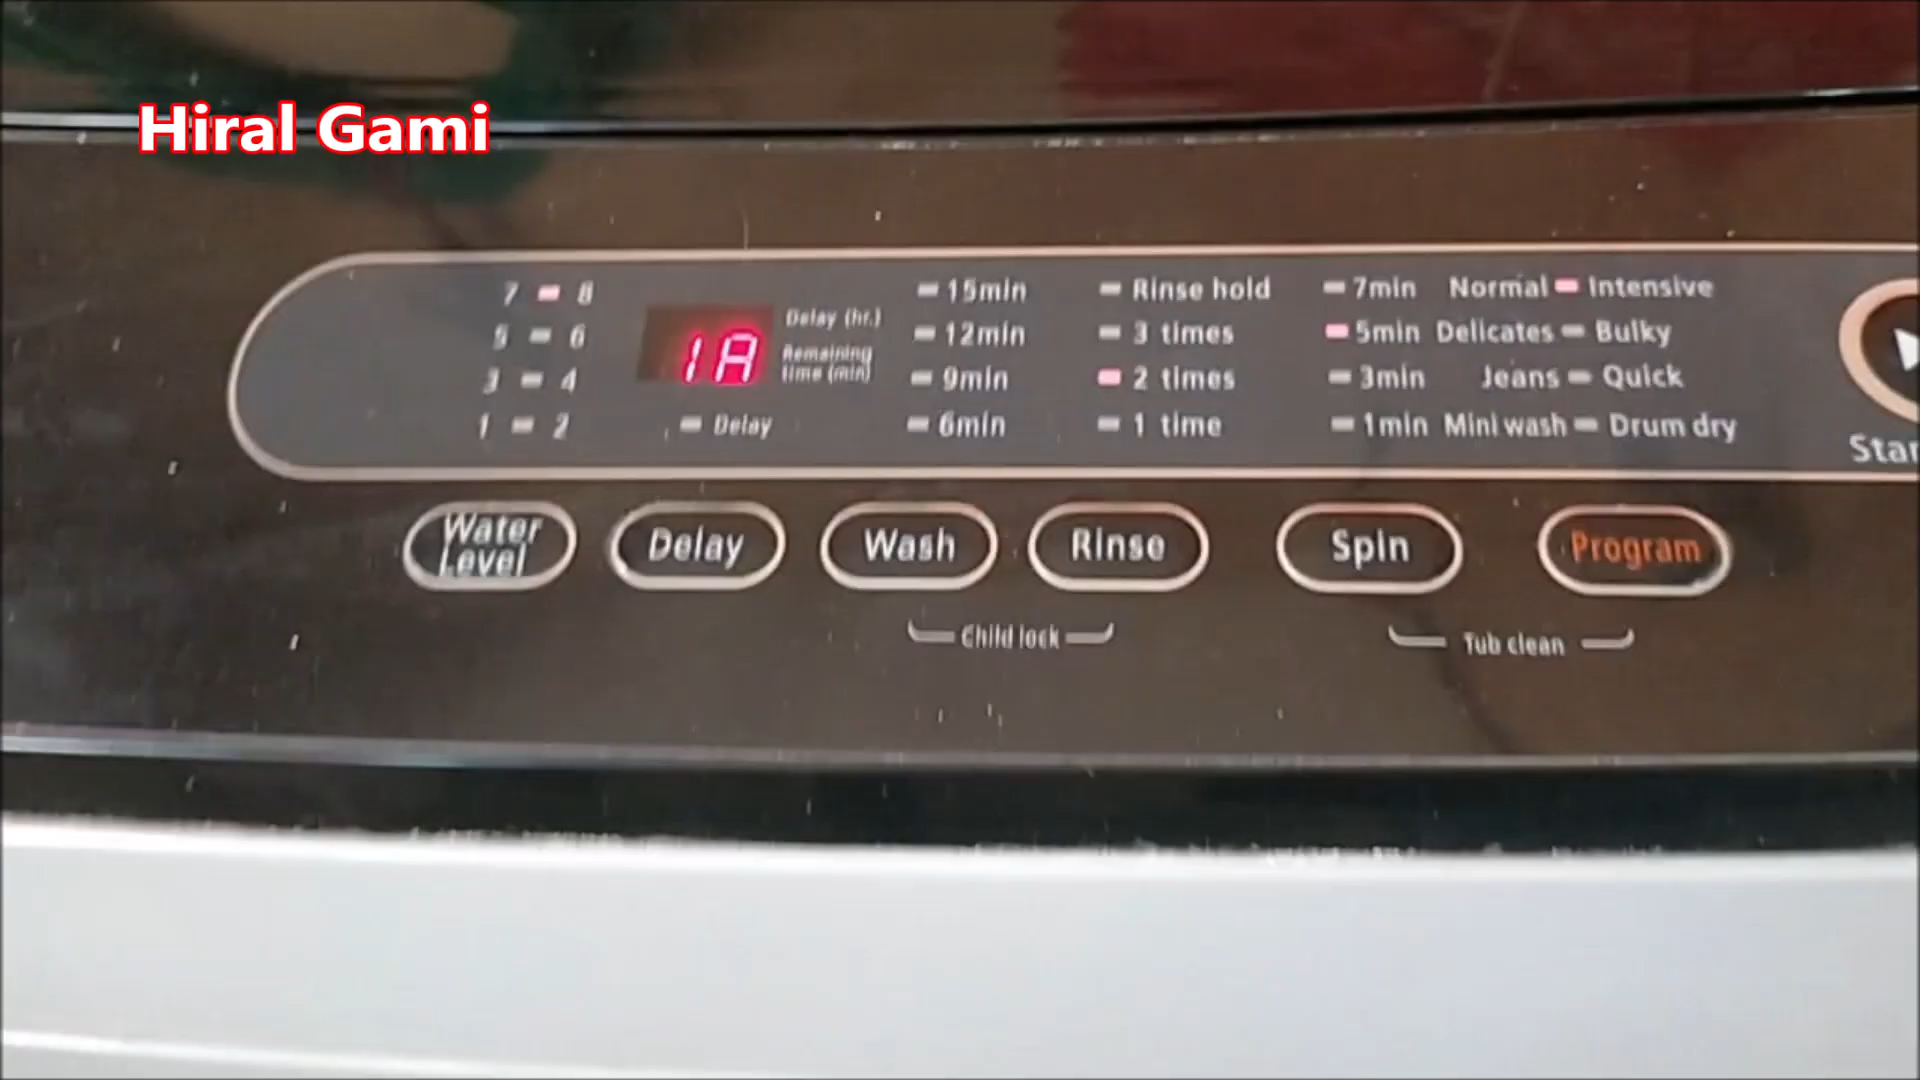 Hiral Gami
7 8 Delay (hr.) 15min Rinse hold 7min Normal Intensive
5 6 1A Remaining time (min) 12min 3 times 5min Delicates Bulky
3 4 9min 2 times 3min Jeans Quick
1 2 Delay 6min 1 time 1min Mini wash Drum dry
Water Level Delay Wash Rinse Spin Program
Child lock Tub clean